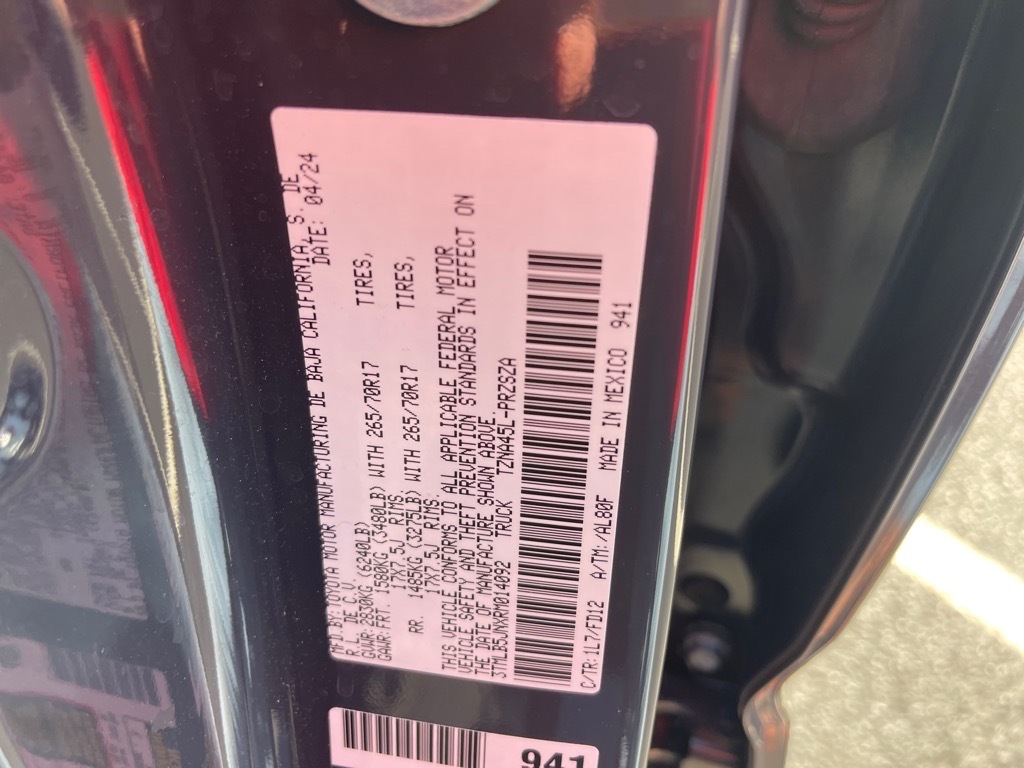 MFD BY: TOYOTA MOTOR MANUFACTURING DE BAJA CALIFORNIA, S. DE
R.L. DE C.V. DATE: 04/24
GVWR: 2830KG (6240LB)
GAWR: FRT. 1580KG (3480LB) WITH 265/70R17 TIRES,
17X7.5J RIMS,
RR. 1485KG (3275LB) WITH 265/70R17 TIRES,
17X7.5J RIMS.
THIS VEHICLE CONFORMS TO ALL APPLICABLE FEDERAL MOTOR
VEHICLE SAFETY AND THEFT PREVENTION STANDARDS IN EFFECT ON
THE DATE OF MANUFACTURE SHOWN ABOVE.
3TMLB5JNXRM014092 TRUCK TZNA45L-PRZSZA
C/TR: 1L7/FD12 A/TM: /AL80F MADE IN MEXICO 941
941